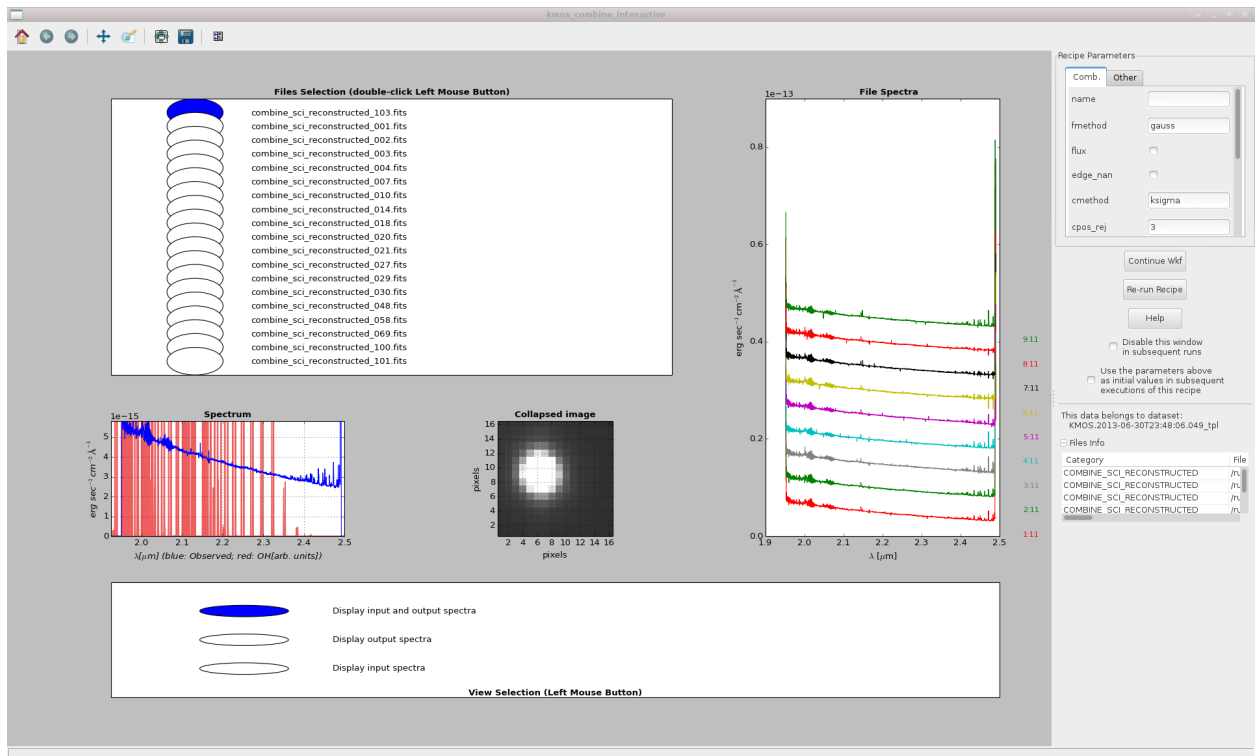 kmos_combine_interactive
Files Selection (double-click Left Mouse Button)
combine_sci_reconstructed_103.fits
combine_sci_reconstructed_001.fits
combine_sci_reconstructed_002.fits
combine_sci_reconstructed_003.fits
combine_sci_reconstructed_004.fits
combine_sci_reconstructed_007.fits
combine_sci_reconstructed_010.fits
combine_sci_reconstructed_014.fits
combine_sci_reconstructed_018.fits
combine_sci_reconstructed_020.fits
combine_sci_reconstructed_021.fits
combine_sci_reconstructed_027.fits
combine_sci_reconstructed_029.fits
combine_sci_reconstructed_030.fits
combine_sci_reconstructed_048.fits
combine_sci_reconstructed_058.fits
combine_sci_reconstructed_069.fits
combine_sci_reconstructed_100.fits
combine_sci_reconstructed_101.fits
1e−15
Spectrum
5
4
3
2
1
0
erg sec⁻¹ cm⁻² Å⁻¹
2.0 2.1 2.2 2.3 2.4 2.5
λ[μm] (blue: Observed; red: OH[arb. units])
Collapsed image
16
14
12
10
8
6
4
2
pixels
2 4 6 8 10 12 14 16
pixels
1e−13
File Spectra
0.8
0.6
0.4
0.2
0.0
erg sec⁻¹ cm⁻² Å⁻¹
1.9 2.0 2.1 2.2 2.3 2.4 2.5
λ [μm]
9:11
8:11
7:11
6:11
5:11
4:11
3:11
2:11
1:11
Display input and output spectra
Display output spectra
Display input spectra
View Selection (Left Mouse Button)
Recipe Parameters
Comb. Other
name
fmethod gauss
flux
edge_nan
cmethod ksigma
cpos_rej 3
Continue Wkf
Re-run Recipe
Help
Disable this window
in subsequent runs
Use the parameters above
as initial values in subsequent
executions of this recipe
This data belongs to dataset:
KMOS.2013-06-30T23:48:06.049_tpl
Files Info
Category File
COMBINE_SCI_RECONSTRUCTED
COMBINE_SCI_RECONSTRUCTED
COMBINE_SCI_RECONSTRUCTED
COMBINE_SCI_RECONSTRUCTED